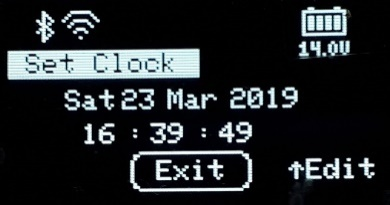 14.0V
Set Clock
Sat 23 Mar 2019
16 : 39 : 49
Exit ↑Edit